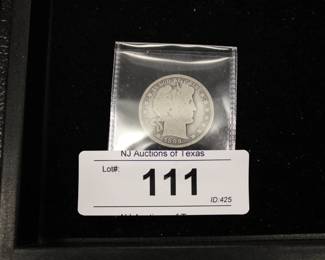 NJ Auctions of Texas
Lot#:
111
ID:425